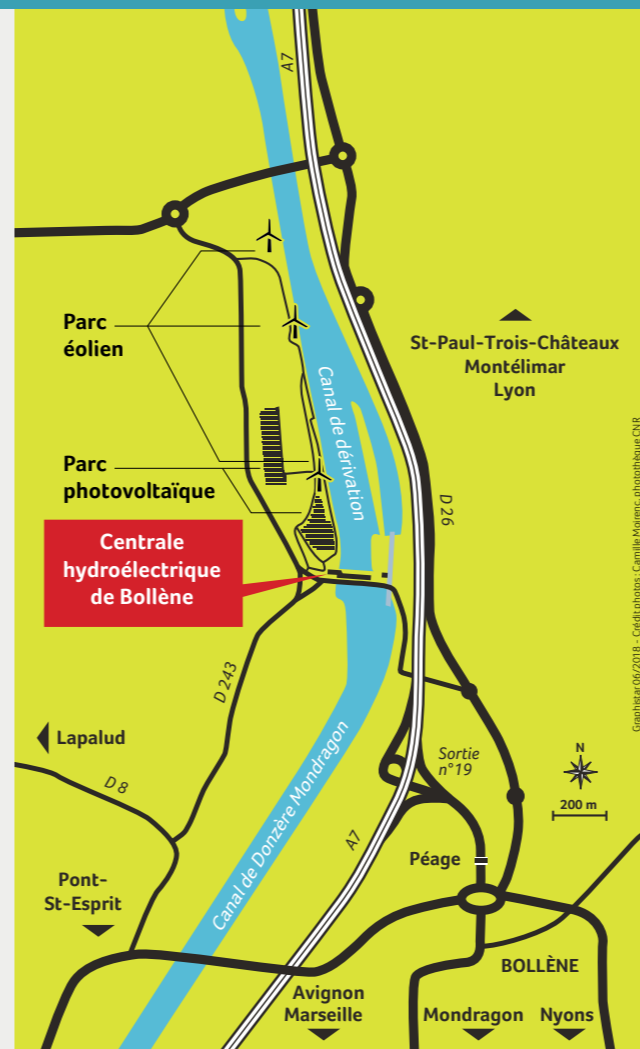 A7
Parc
éolien
St-Paul-Trois-Châteaux
Montélimar
Lyon
Canal de dérivation
Parc
photovoltaïque
D 26
Centrale
hydroélectrique
de Bollène
Graphistar 06/2018 - Crédit photos : Camille Moirenc, photothèque CNR
D 243
Lapalud
D 8
Canal de Donzère Mondragon
Sortie
n°19
N
200 m
A7
Péage
Pont-
St-Esprit
BOLLÈNE
Avignon
Marseille
Mondragon
Nyons